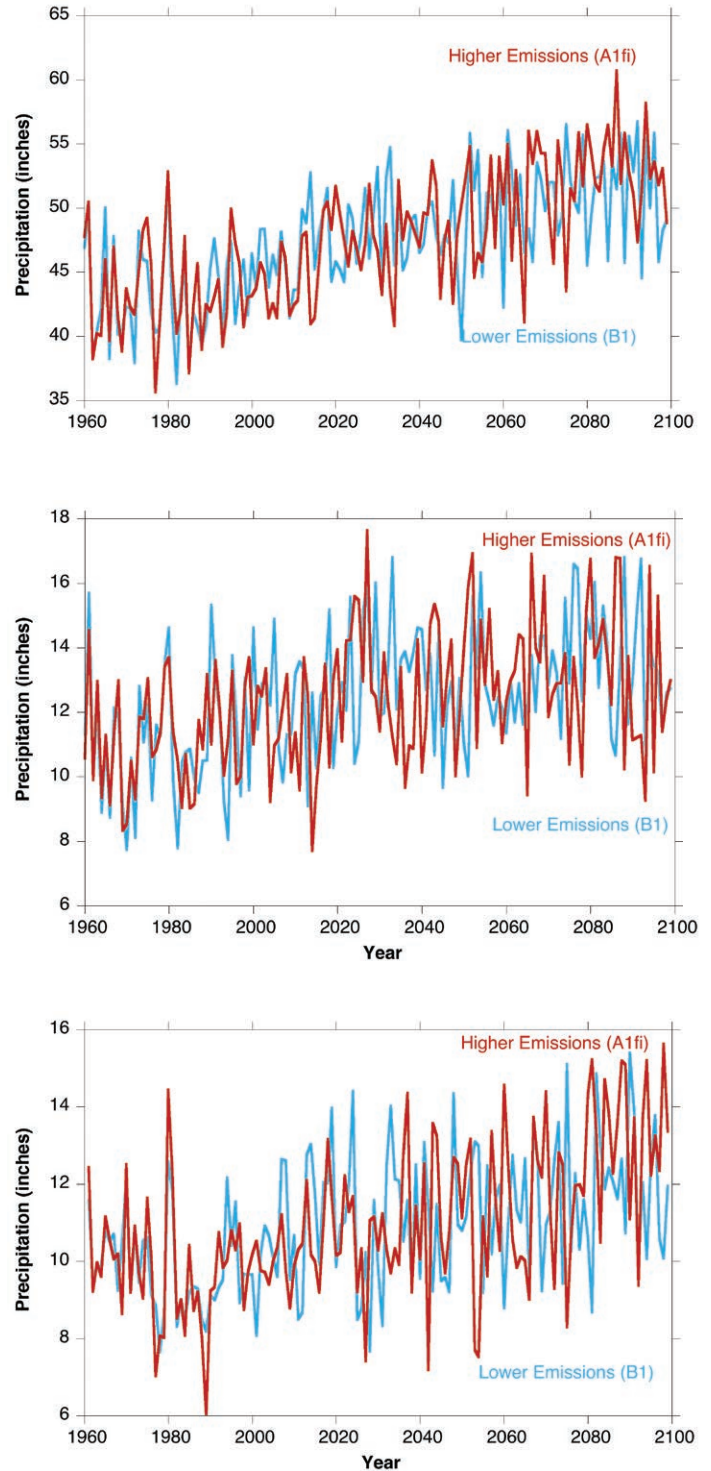 65
60
55
50
45
40
35
Precipitation (inches)
Higher Emissions (A1fi)
Lower Emissions (B1)
1960 1980 2000 2020 2040 2060 2080 2100
18
16
14
12
10
8
6
Precipitation (inches)
Higher Emissions (A1fi)
Lower Emissions (B1)
1960 1980 2000 2020 2040 2060 2080 2100
Year
16
14
12
10
8
6
Precipitation (inches)
Higher Emissions (A1fi)
Lower Emissions (B1)
1960 1980 2000 2020 2040 2060 2080 2100
Year